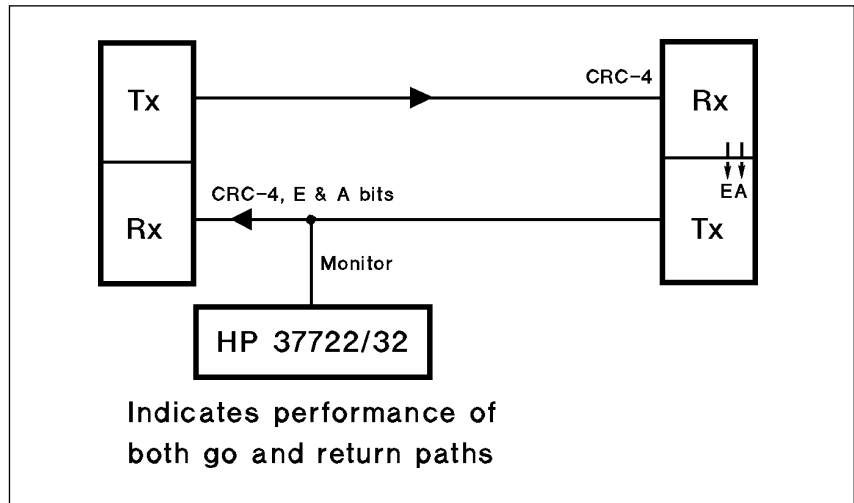 Tx
CRC-4
Rx
EA
CRC-4, E & A bits
Rx
Tx
Monitor
HP 37722/32
Indicates performance of
both go and return paths